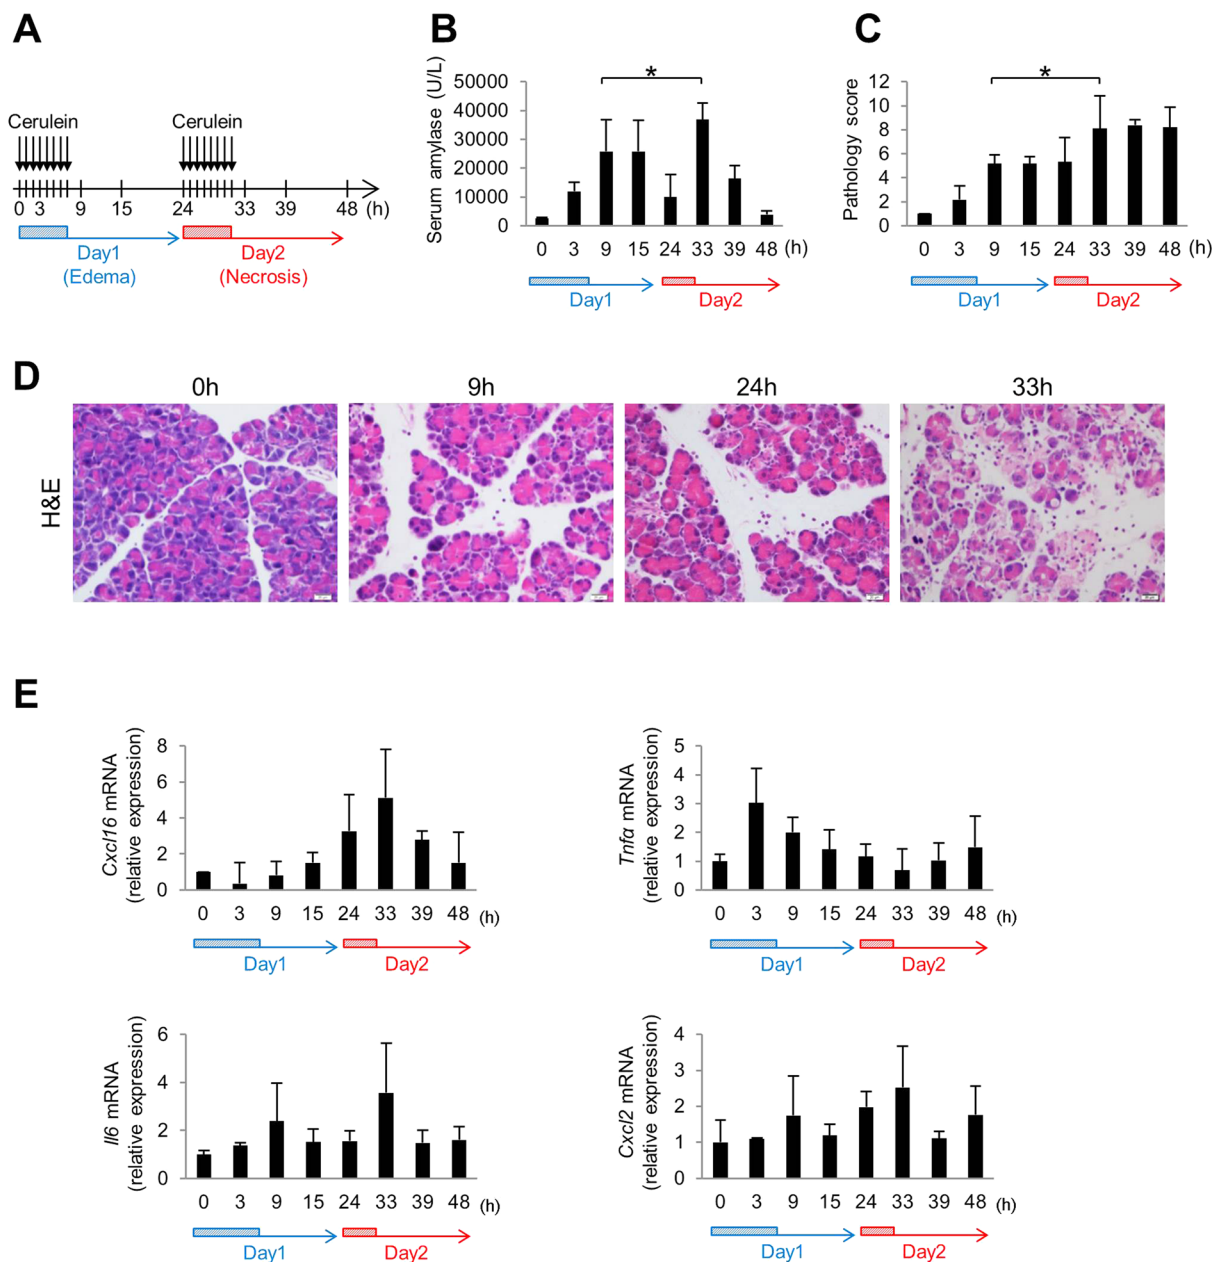 A
Cerulein
Cerulein
0 3 9 15 24 33 39 48 (h)
Day1
(Edema)
Day2
(Necrosis)
B
Serum amylase (U/L)
50000
40000
30000
20000
10000
0
*
0 3 9 15 24 33 39 48 (h)
Day1
Day2
C
Pathology score
12
10
8
6
4
2
0
*
0 3 9 15 24 33 39 48 (h)
Day1
Day2
D
0h
9h
24h
33h
H&E
E
Cxcl16 mRNA
(relative expression)
8
6
4
2
0
0 3 9 15 24 33 39 48 (h)
Day1
Day2
Tnfα mRNA
(relative expression)
5
4
3
2
1
0
0 3 9 15 24 33 39 48 (h)
Day1
Day2
Il6 mRNA
(relative expression)
6
4
2
0
0 3 9 15 24 33 39 48 (h)
Day1
Day2
Cxcl2 mRNA
(relative expression)
4
3
2
1
0
0 3 9 15 24 33 39 48 (h)
Day1
Day2